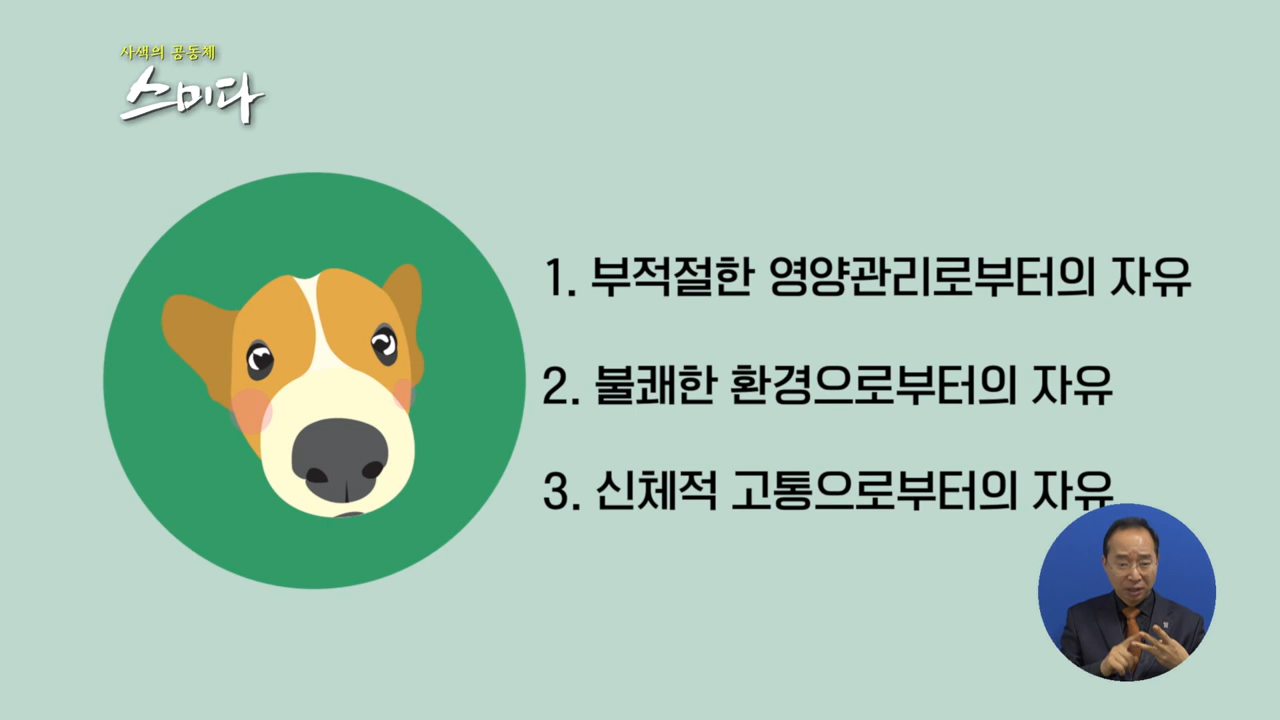 사색의 공동체
스미다
1. 부적절한 영양관리로부터의 자유
2. 불쾌한 환경으로부터의 자유
3. 신체적 고통으로부터의 자유